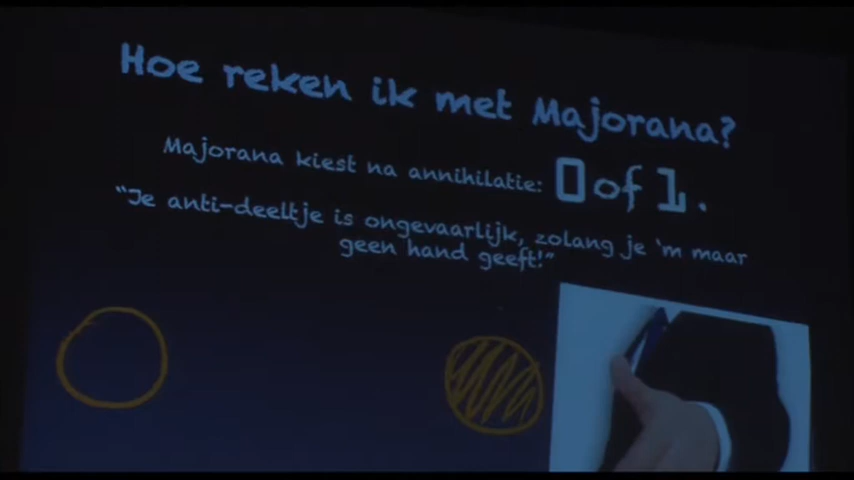 Hoe reken ik met Majorana?
Majorana kiest na annihilatie: 0 of 1.
“Je anti-deeltje is ongevaarlijk, zolang je ‘m maar
geen hand geeft!”